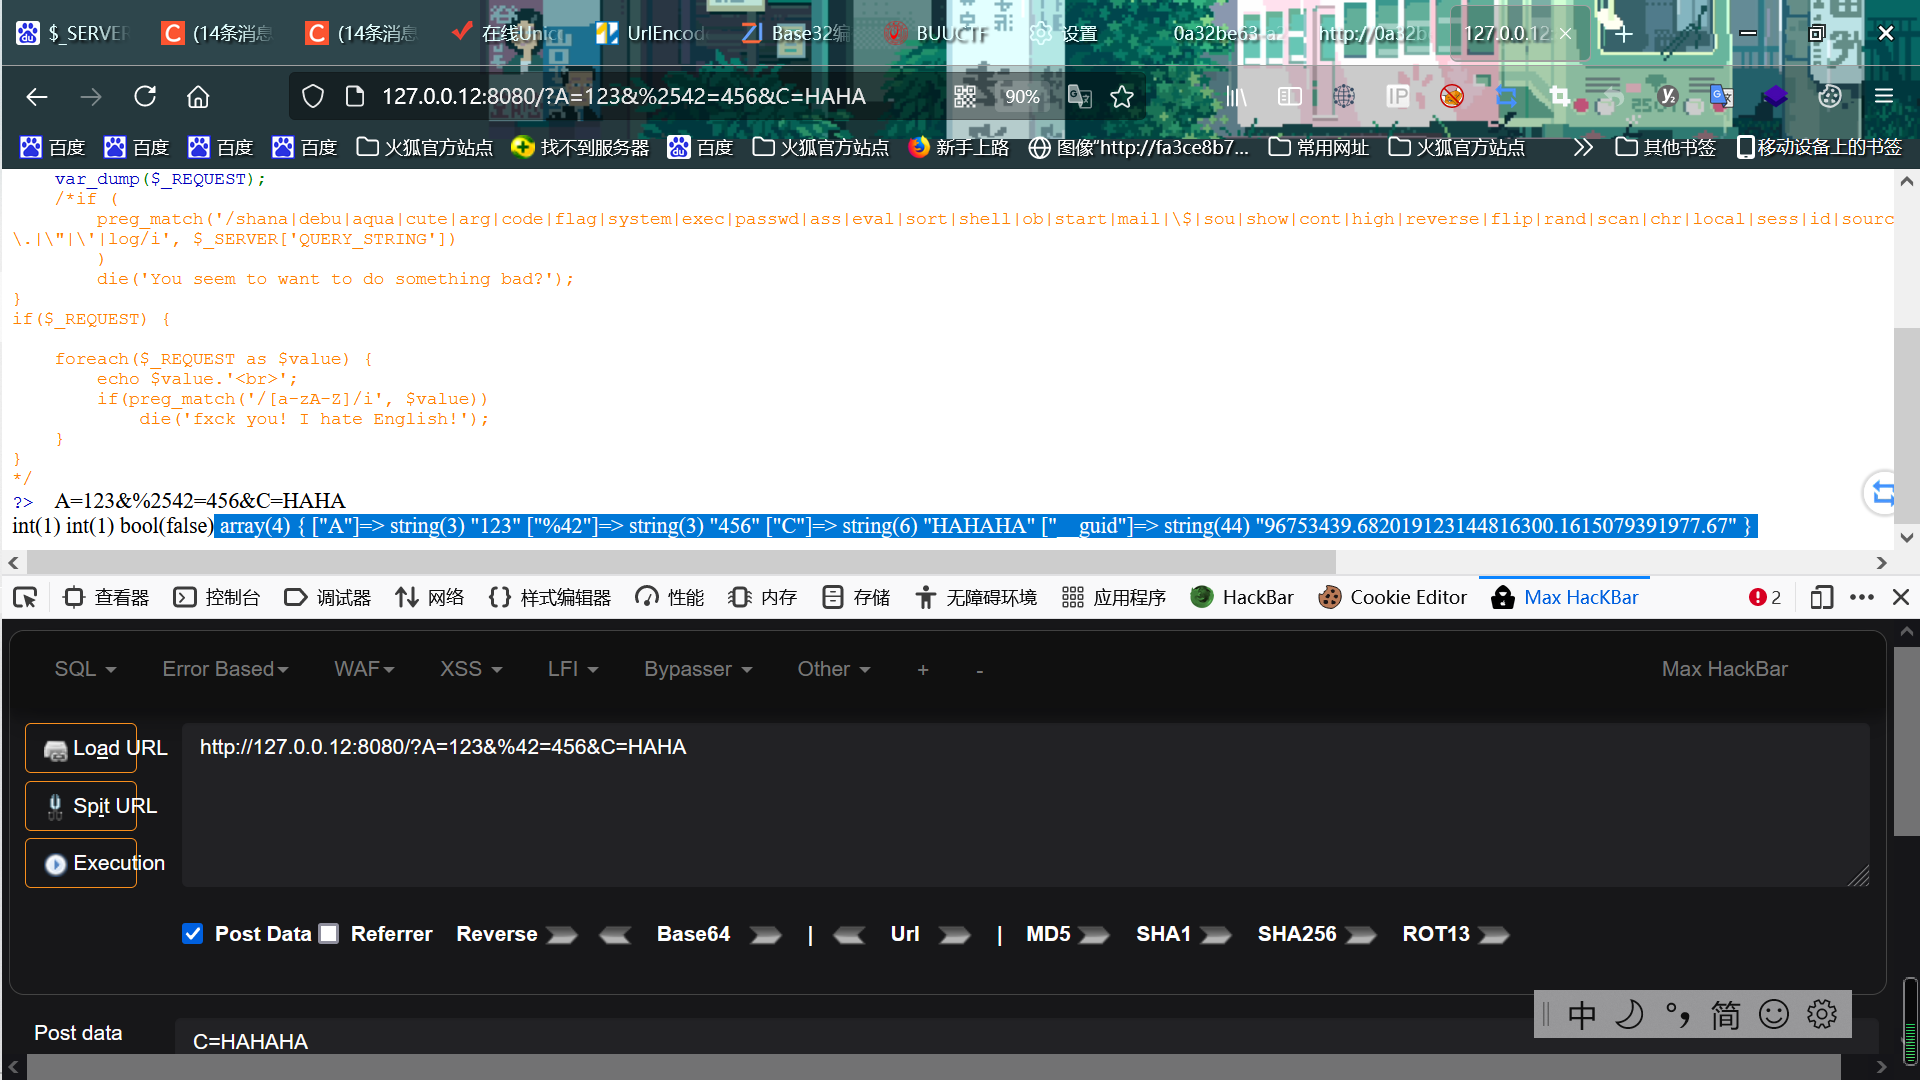 $_SERVER
(14条消息
(14条消息
在线Unic
UrlEncod
Base32编
BUUCTF
设置
0a32be63-a2
http://0a32b
127.0.0.12
127.0.0.12:8080/?A=123&%2542=456&C=HAHA
90%
百度
百度
百度
百度
火狐官方站点
找不到服务器
百度
火狐官方站点
新手上路
图像“http://fa3ce8b7...
常用网址
火狐官方站点
其他书签
移动设备上的书签
var_dump($_REQUEST);
/*if (
preg_match('/shana|debu|aqua|cute|arg|code|flag|system|exec|passwd|ass|eval|sort|shell|ob|start|mail|\$|sou|show|cont|high|reverse|flip|rand|scan|chr|local|sess|id|sourc
\.|\"|\'|log/i', $_SERVER['QUERY_STRING'])
)
die('You seem to want to do something bad?');
}
if($_REQUEST) {
foreach($_REQUEST as $value) {
echo $value.'<br>';
if(preg_match('/[a-zA-Z]/i', $value))
die('fxck you! I hate English!');
}
}
*/
?> A=123&%2542=456&C=HAHA
int(1) int(1) bool(false) array(4) { ["A"]=> string(3) "123" ["%42"]=> string(3) "456" ["C"]=> string(6) "HAHAHA" ["__guid"]=> string(44) "96753439.682019123144816300.1615079391977.67" }
查看器
控制台
调试器
网络
样式编辑器
性能
内存
存储
无障碍环境
应用程序
HackBar
Cookie Editor
Max HacKBar
2
SQL
Error Based
WAF
XSS
LFI
Bypasser
Other
+
-
Max HackBar
Load URL
http://127.0.0.12:8080/?A=123&%42=456&C=HAHA
Spit URL
Execution
Post Data
Referrer
Reverse
Base64
|
Url
|
MD5
SHA1
SHA256
ROT13
中
简
Post data
C=HAHAHA